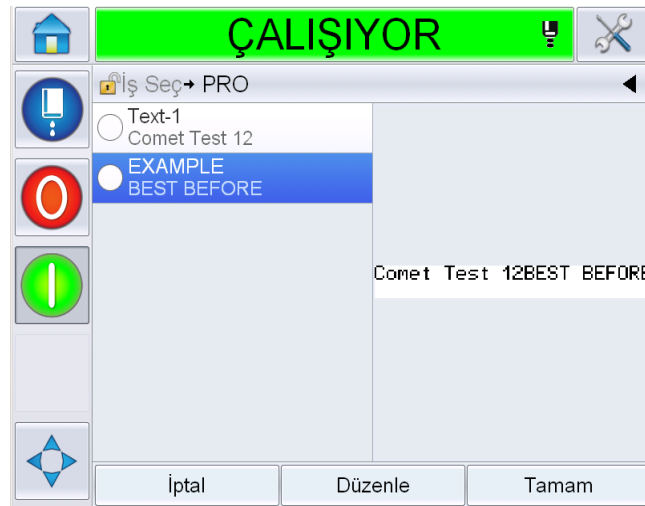 ÇALIŞIYOR
İş Seç→ PRO
Text-1
Comet Test 12
EXAMPLE
BEST BEFORE
Comet Test 12BEST BEFORE
İptal
Düzenle
Tamam